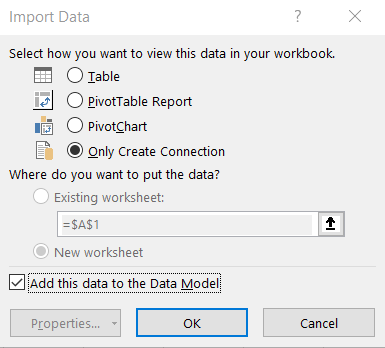 Import Data
Select how you want to view this data in your workbook.
Table
PivotTable Report
PivotChart
Only Create Connection
Where do you want to put the data?
Existing worksheet:
=$A$1
New worksheet
Add this data to the Data Model
Properties... OK Cancel